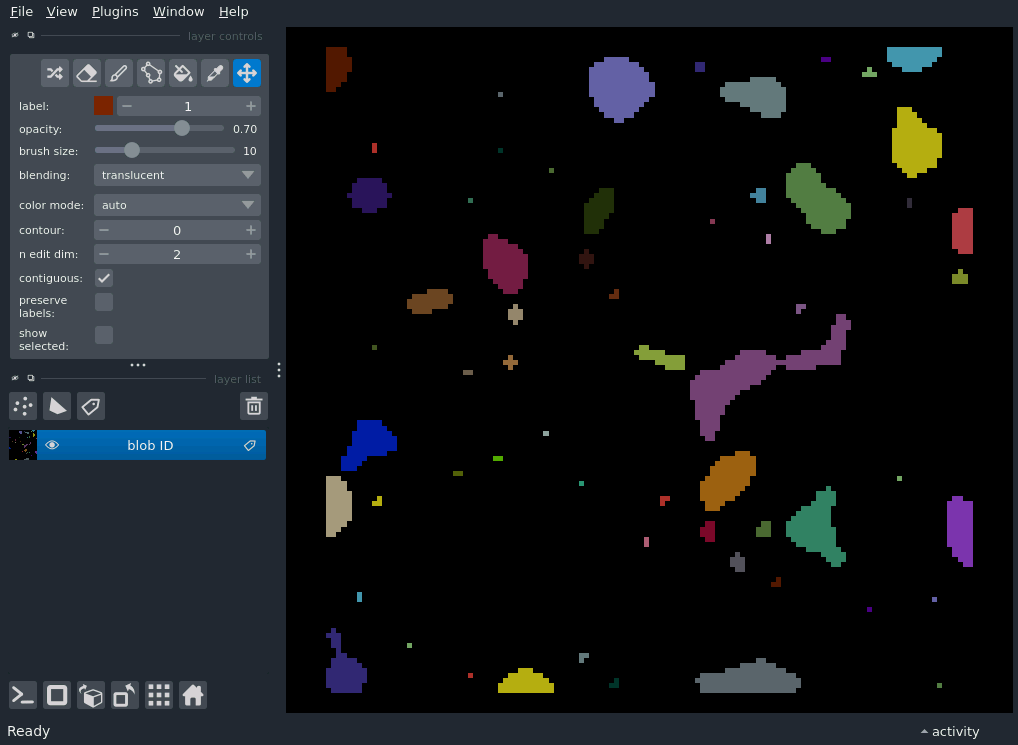 File View Plugins Window Help
layer controls
label: 1
opacity: 0.70
brush size: 10
blending: translucent
color mode: auto
contour: 0
n edit dim: 2
contiguous:
preserve
labels:
show
selected:
layer list
blob ID
Ready activity